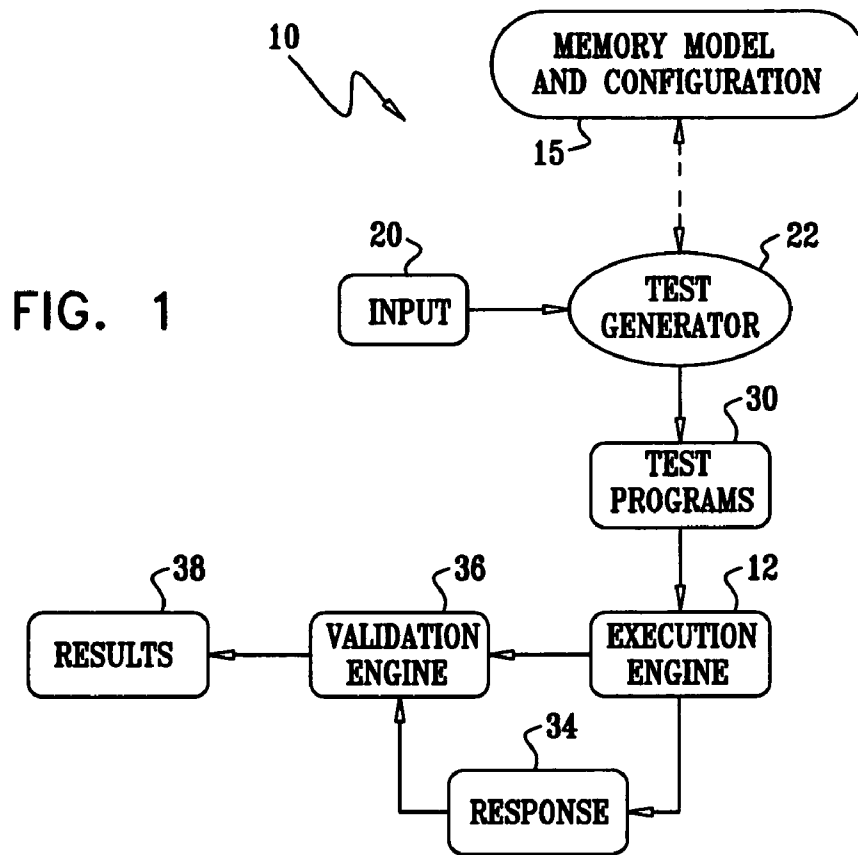 10
MEMORY MODEL
AND CONFIGURATION
15
20
22
INPUT
TEST
GENERATOR
FIG. 1
30
TEST
PROGRAMS
38
36
12
RESULTS
VALIDATION
ENGINE
EXECUTION
ENGINE
34
RESPONSE